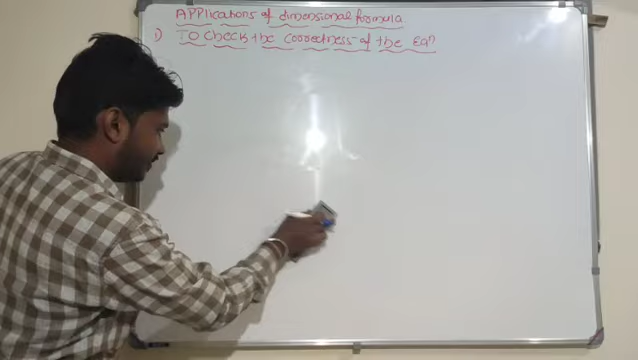 Applications of dimensional formula
1) To check the correctness of the Eqn